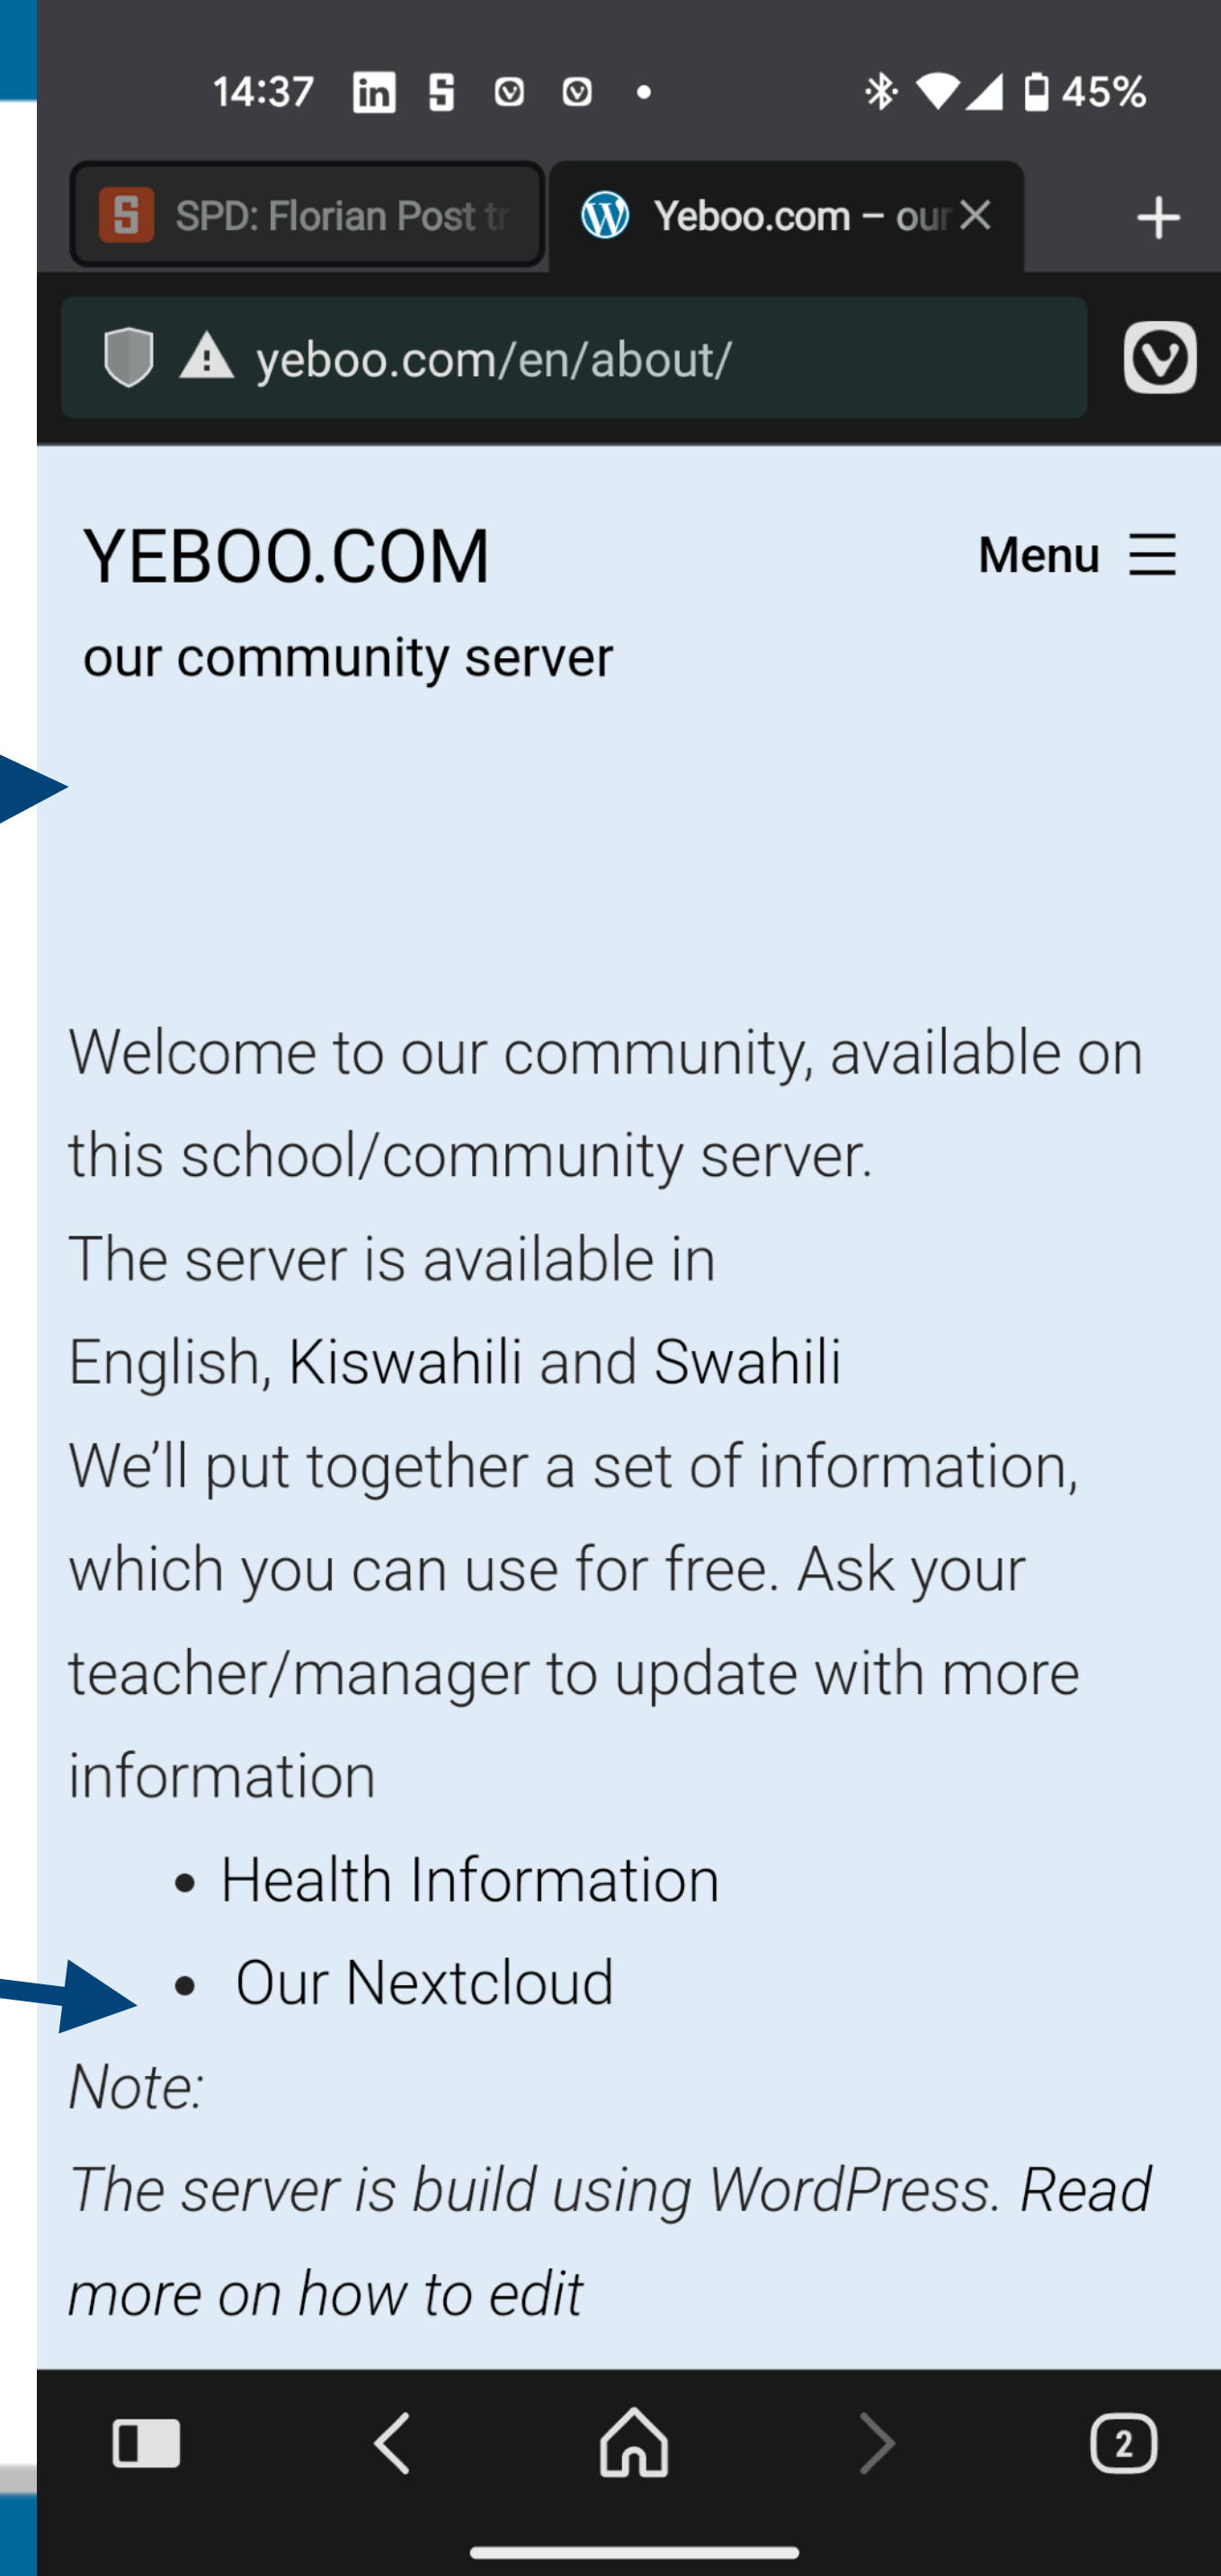 14:37 in S 45%
SPD: Florian Post tr Yeboo.com – our
yeboo.com/en/about/
YEBOO.COM Menu
our community server
Welcome to our community, available on
this school/community server.
The server is available in
English, Kiswahili and Swahili
We’ll put together a set of information,
which you can use for free. Ask your
teacher/manager to update with more
information
• Health Information
• Our Nextcloud
Note:
The server is build using WordPress. Read
more on how to edit
2